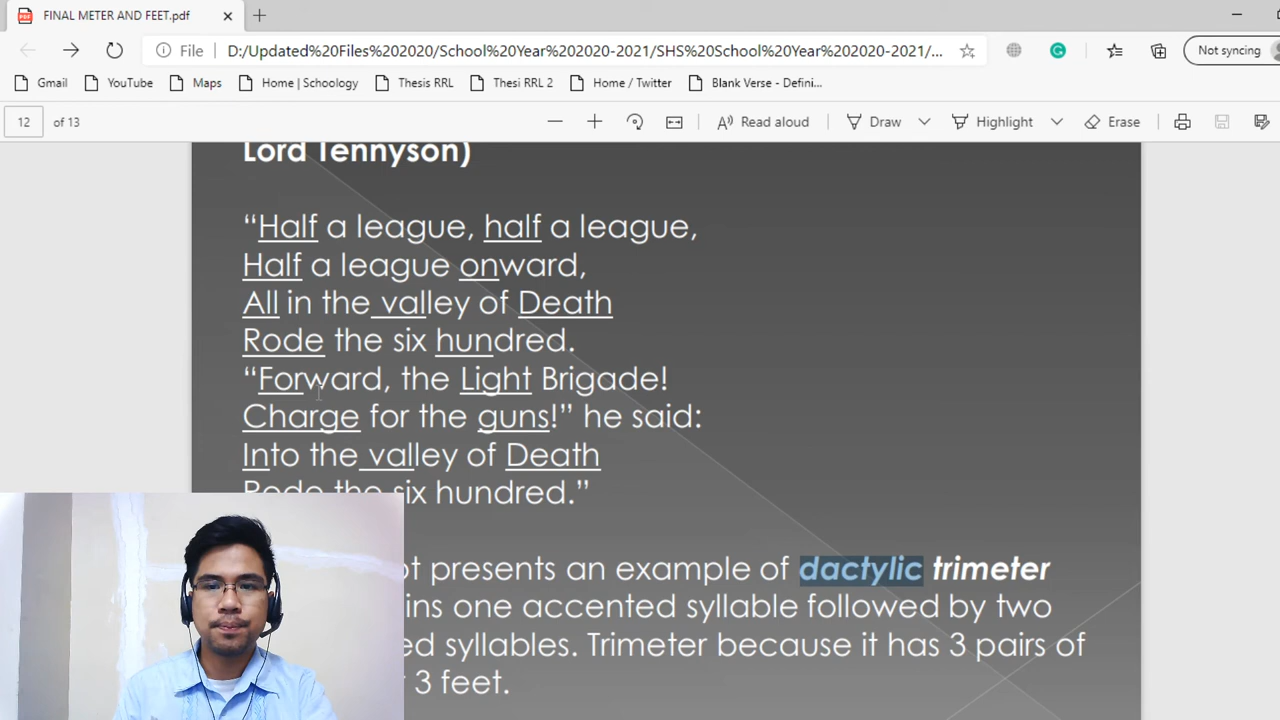 FINAL METER AND FEET.pdf
File D:/Updated%20Files%202020/School%20Year%202020-2021/SHS%20School%20Year%202020-2021/... Not syncing
Gmail YouTube Maps Home | Schoology Thesis RRL Thesi RRL 2 Home / Twitter Blank Verse - Defini...
12 of 13 Read aloud Draw Highlight Erase
Lord Tennyson)
“Half a league, half a league,
Half a league onward,
All in the valley of Death
Rode the six hundred.
“Forward, the Light Brigade!
Charge for the guns!” he said:
Into the valley of Death
Rode the six hundred.”
presents an example of dactylic trimeter
one accented syllable followed by two
syllables. Trimeter because it has 3 pairs of
3 feet.